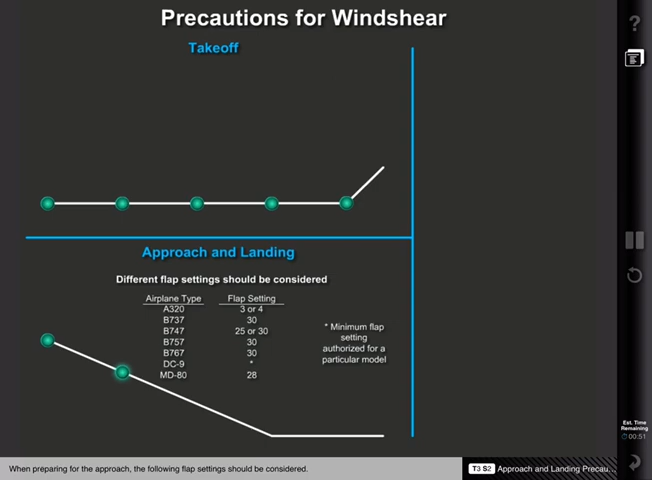 Precautions for Windshear
Takeoff
Approach and Landing
Different flap settings should be considered
Airplane Type Flap Setting
A320 3 or 4
B737 30
B747 25 or 30
B757 30
B767 30
DC-9 *
MD-80 28
* Minimum flap
setting
authorized for a
particular model
?
Est. Time
Remaining
00:51
When preparing for the approach, the following flap settings should be considered.
T3 S2 Approach and Landing Precau...